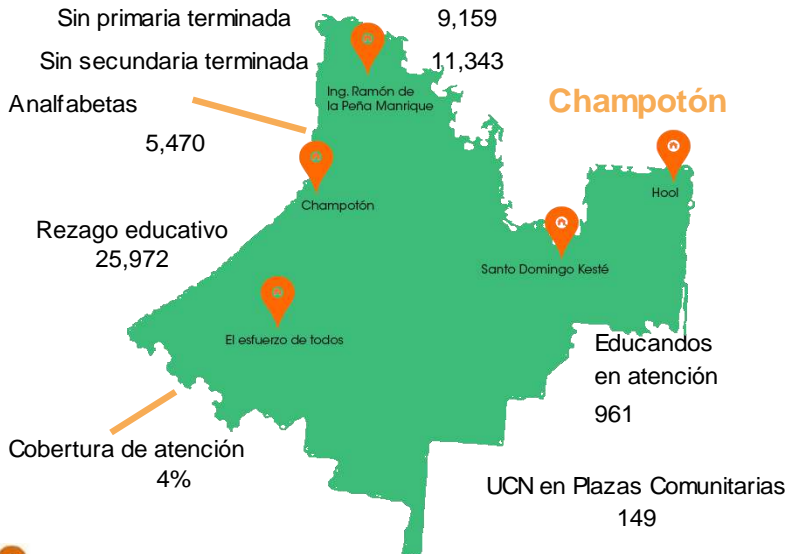 Sin primaria terminada 9,159
Sin secundaria terminada 11,343
Analfabetas
5,470
Ing. Ramón de
la Peña Manrique
Champotón
Hool
Champotón
Rezago educativo
25,972
Santo Domingo Kesté
El esfuerzo de todos
Educandos
en atención
961
Cobertura de atención
4%
UCN en Plazas Comunitarias
149